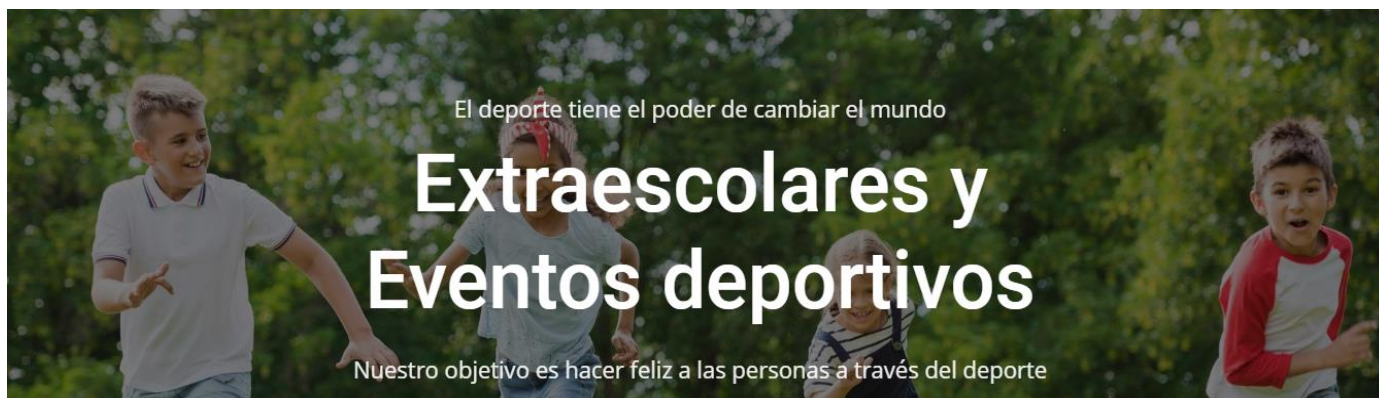 El deporte tiene el poder de cambiar el mundo
Extraescolares y
Eventos deportivos
Nuestro objetivo es hacer feliz a las personas a través del deporte